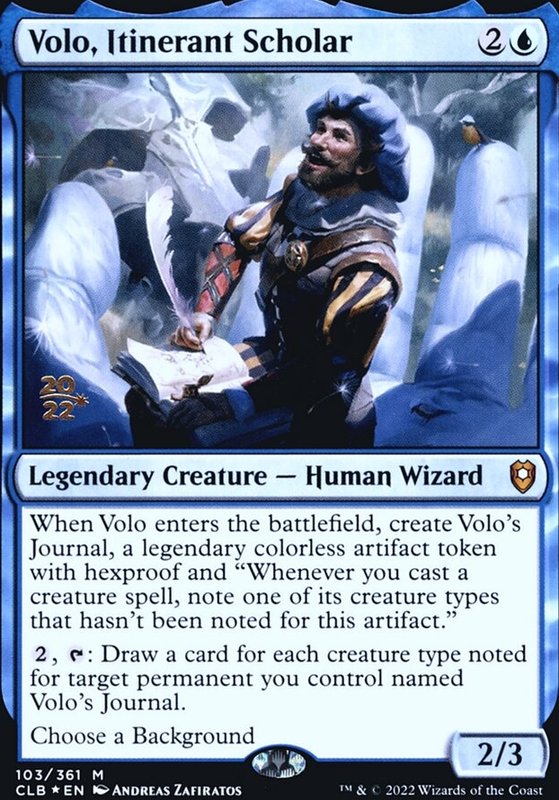 Volo, Itinerant Scholar 2
20
22
Legendary Creature — Human Wizard
When Volo enters the battlefield, create Volo's
Journal, a legendary colorless artifact token
with hexproof and “Whenever you cast a
creature spell, note one of its creature types
that hasn't been noted for this artifact.”
2, : Draw a card for each creature type noted
for target permanent you control named
Volo's Journal.
Choose a Background
2/3
103/361 M
CLB ★ EN Andreas Zafiratos
™ & © 2022 Wizards of the Coast